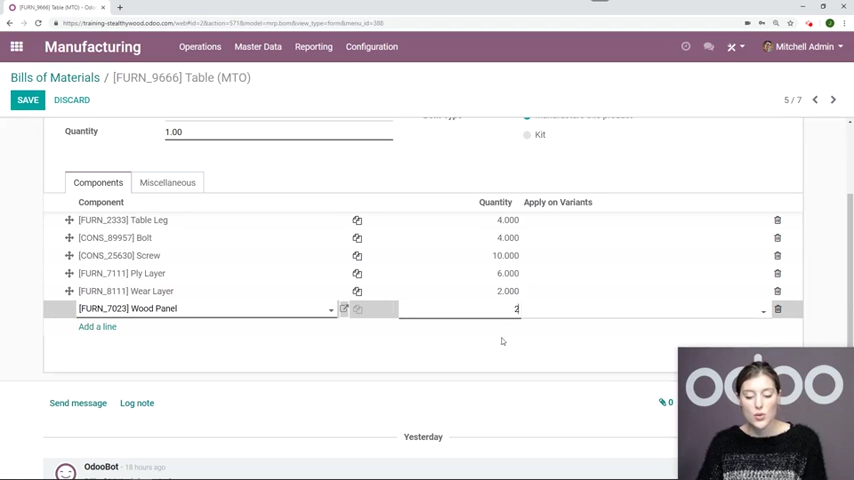 [FURN_9666] Table (MTO) - Odoo
https://training-stealthywood.odoo.com/web#id=2&action=571&model=mrp.bom&view_type=form&menu_id=388
Manufacturing Operations Master Data Reporting Configuration Mitchell Admin
Bills of Materials / [FURN_9666] Table (MTO)
SAVE DISCARD 5 / 7
Quantity 1.00
Kit
Components Miscellaneous
Component Quantity Apply on Variants
[FURN_2333] Table Leg 4.000
[CONS_89957] Bolt 4.000
[CONS_25630] Screw 10.000
[FURN_7111] Ply Layer 6.000
[FURN_8111] Wear Layer 2.000
[FURN_7023] Wood Panel 2
Add a line
Send message Log note 0
odoo
Yesterday
OdooBot - 18 hours ago